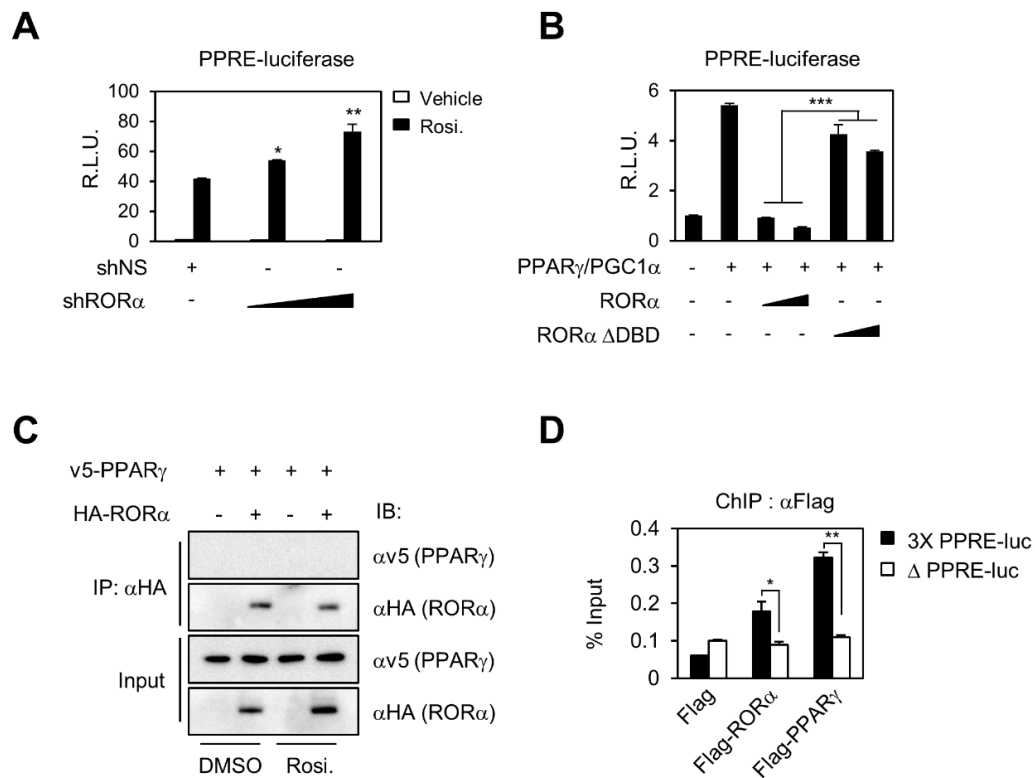 A
PPRE-luciferase
Vehicle
Rosi.
R.L.U.
100
80
60
40
20
0
*
**
shNS + - -
shRORα -
B
PPRE-luciferase
R.L.U.
6
4
2
0
***
PPARγ/PGC1α - + + + + +
RORα - - - -
RORα ΔDBD - - - -
C
v5-PPARγ + + + +
HA-RORα - + - + IB:
IP: αHA
αv5 (PPARγ)
αHA (RORα)
Input
αv5 (PPARγ)
αHA (RORα)
DMSO Rosi.
D
ChIP : αFlag
3X PPRE-luc
Δ PPRE-luc
% Input
0.4
0.3
0.2
0.1
0
*
**
Flag
Flag-RORα
Flag-PPARγ